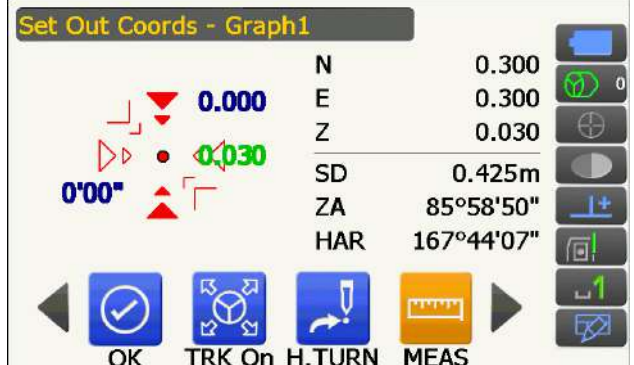 Set Out Coords - Graph1
0.000
0.030
0'00"
N 0.300
E 0.300
Z 0.030
SD 0.425m
ZA 85°58'50"
HAR 167°44'07"
0
1
OK TRK On H.TURN MEAS